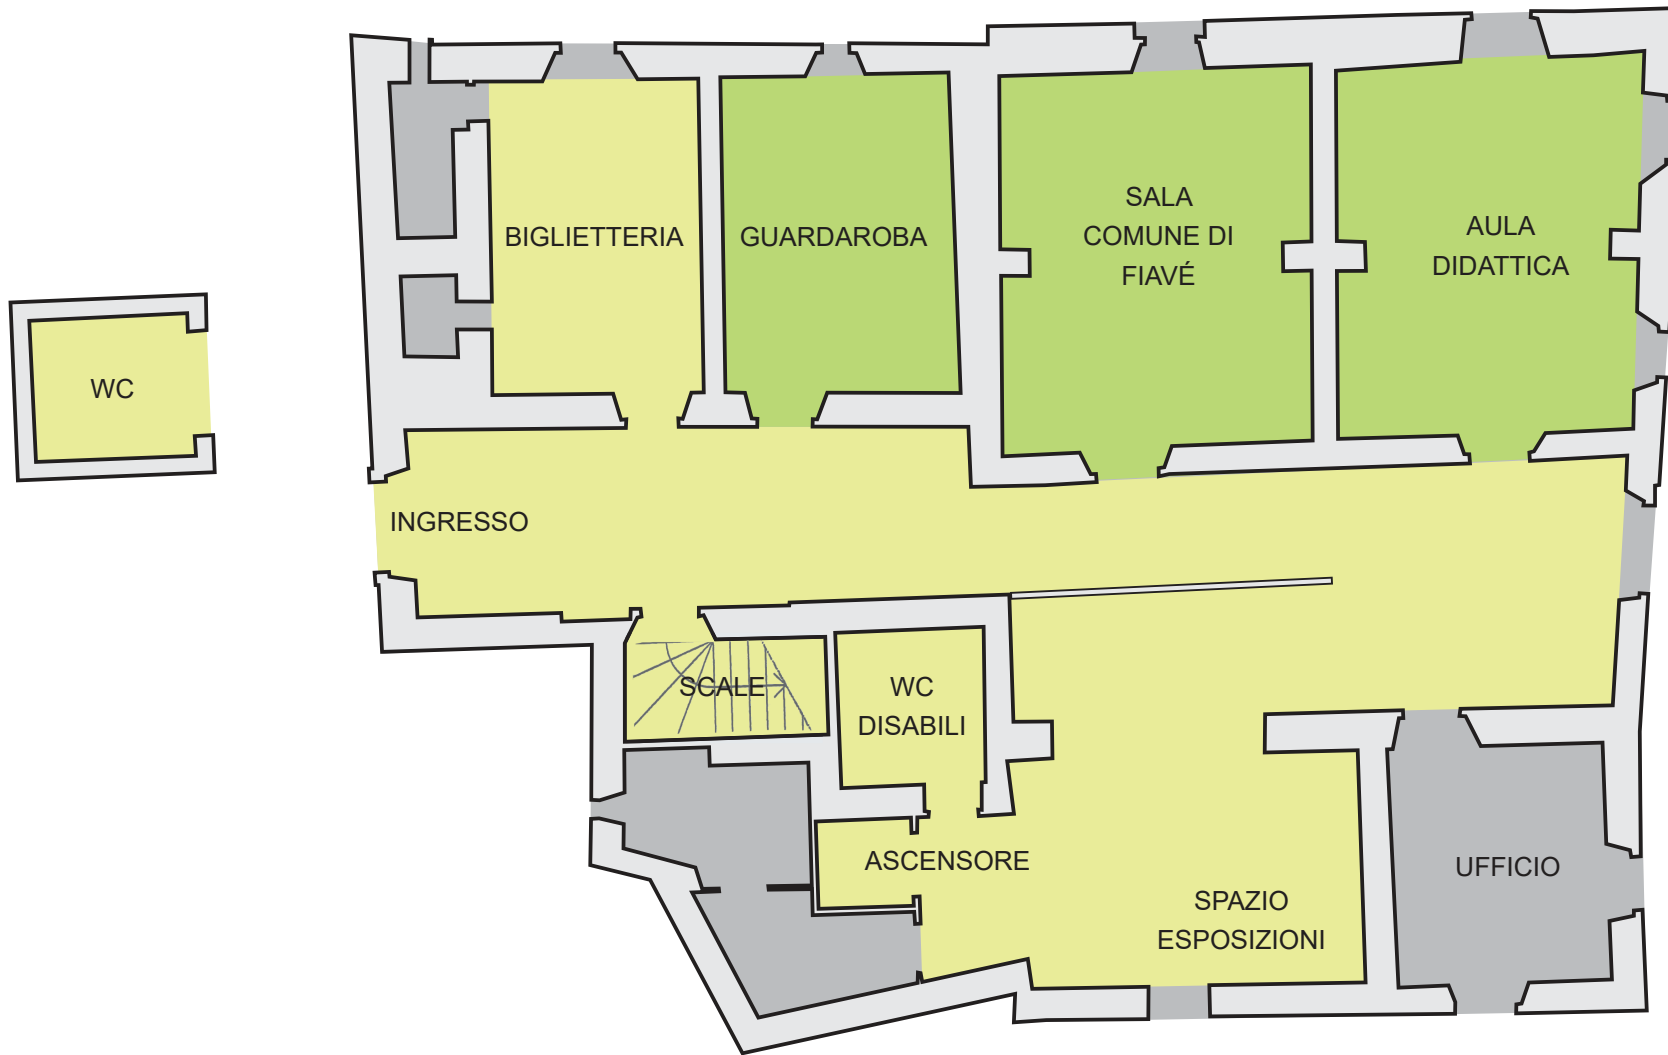 BIGLIETTERIA
GUARDAROBA
SALA
COMUNE DI
FIAVÉ
AULA
DIDATTICA
WC
INGRESSO
SCALE
WC
DISABILI
ASCENSORE
SPAZIO
ESPOSIZIONI
UFFICIO